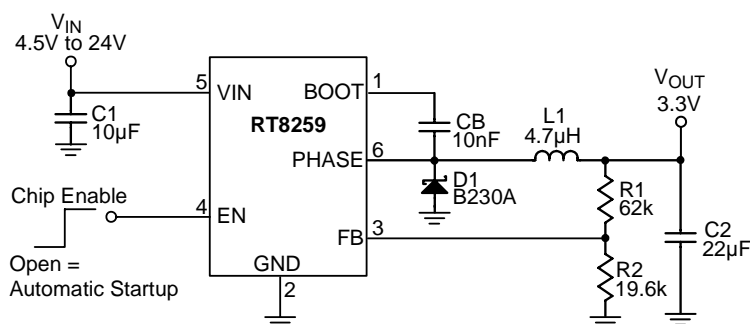 VIN
4.5V to 24V
5
VIN
C1
10µF
Chip Enable
4
EN
Open =
Automatic Startup
RT8259
BOOT
1
CB
10nF
PHASE
6
D1
B230A
L1
4.7µH
VOUT
3.3V
R1
62k
C2
22µF
FB
3
R2
19.6k
GND
2